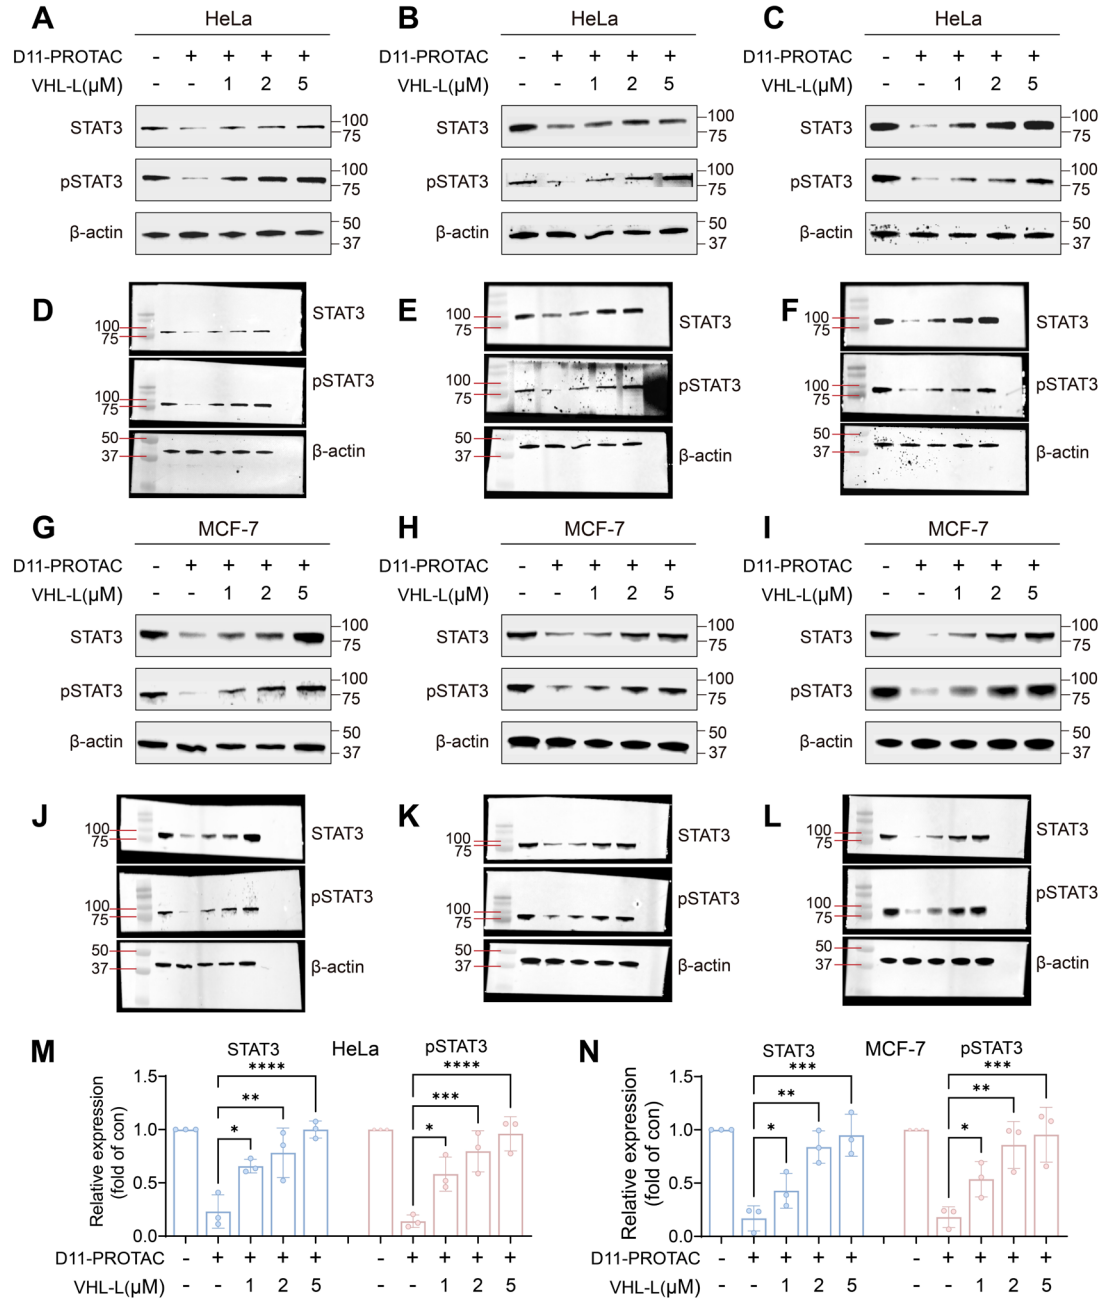 A HeLa B HeLa C HeLa
D11-PROTAC - + + + + D11-PROTAC - + + + + D11-PROTAC - + + + +
VHL-L(μM) - - 1 2 5 VHL-L(μM) - - 1 2 5 VHL-L(μM) - - 1 2 5
STAT3 100 75 STAT3 100 75 STAT3 100 75
pSTAT3 100 75 pSTAT3 100 75 pSTAT3 100 75
β-actin 50 37 β-actin 50 37 β-actin 50 37
D 100 75 STAT3 E 100 75 STAT3 F 100 75 STAT3
100 75 pSTAT3 100 75 pSTAT3 100 75 pSTAT3
50 37 β-actin 50 37 β-actin 50 37 β-actin
G MCF-7 H MCF-7 I MCF-7
D11-PROTAC - + + + + D11-PROTAC - + + + + D11-PROTAC - + + + +
VHL-L(μM) - - 1 2 5 VHL-L(μM) - - 1 2 5 VHL-L(μM) - - 1 2 5
STAT3 100 75 STAT3 100 75 STAT3 100 75
pSTAT3 100 75 pSTAT3 100 75 pSTAT3 100 75
β-actin 50 37 β-actin 50 37 β-actin 50 37
J 100 75 STAT3 K 100 75 STAT3 L 100 75 STAT3
100 75 pSTAT3 100 75 pSTAT3 100 75 pSTAT3
50 37 β-actin 50 37 β-actin 50 37 β-actin
M STAT3 HeLa pSTAT3
**** ****
** ***
* *
Relative expression
(fold of con)
1.5
1.0
0.5
0.0
D11-PROTAC - + + + + - + + + +
VHL-L(μM) - - 1 2 5 - - 1 2 5
N STAT3 MCF-7 pSTAT3
*** ***
** **
* *
Relative expression
(fold of con)
1.5
1.0
0.5
0.0
D11-PROTAC - + + + + - + + + +
VHL-L(μM) - - 1 2 5 - - 1 2 5